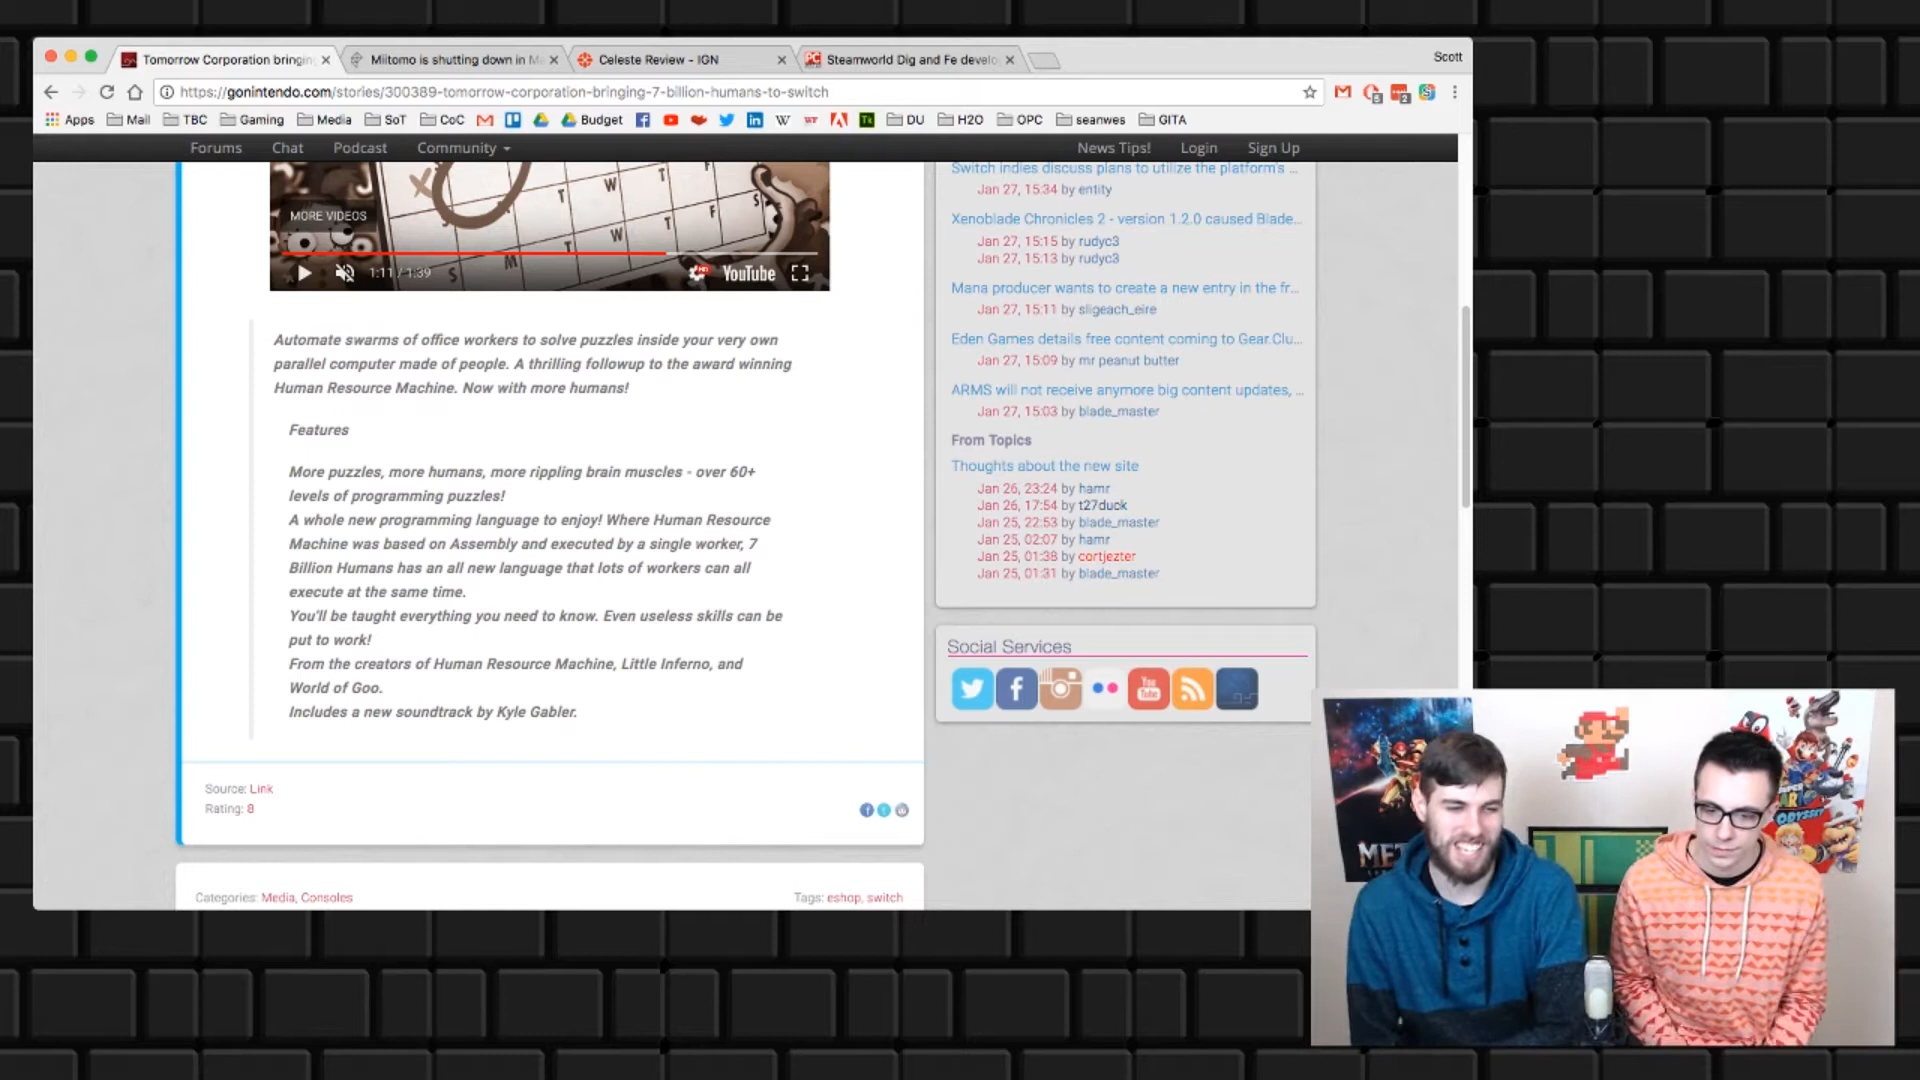 Tomorrow Corporation bringin
Miitomo is shutting down in Ma
Celeste Review - IGN
Steamworld Dig and Fe develo
Scott
https://gonintendo.com/stories/300389-tomorrow-corporation-bringing-7-billion-humans-to-switch
Apps
Mail
TBC
Gaming
Media
SoT
CoC
Budget
DU
H2O
OPC
seanwes
GITA
Forums
Chat
Podcast
Community
News Tips!
Login
Sign Up
MORE VIDEOS
1:11 / 1:39
YouTube
Automate swarms of office workers to solve puzzles inside your very own
parallel computer made of people. A thrilling followup to the award winning
Human Resource Machine. Now with more humans!
Features
More puzzles, more humans, more rippling brain muscles - over 60+
levels of programming puzzles!
A whole new programming language to enjoy! Where Human Resource
Machine was based on Assembly and executed by a single worker, 7
Billion Humans has an all new language that lots of workers can all
execute at the same time.
You'll be taught everything you need to know. Even useless skills can be
put to work!
From the creators of Human Resource Machine, Little Inferno, and
World of Goo.
Includes a new soundtrack by Kyle Gabler.
Source: Link
Rating: 8
Categories: Media, Consoles
Tags: eshop, switch
Switch indies discuss plans to utilize the platform's ...
Jan 27, 15:34 by entity
Xenoblade Chronicles 2 - version 1.2.0 caused Blade...
Jan 27, 15:15 by rudyc3
Jan 27, 15:13 by rudyc3
Mana producer wants to create a new entry in the fr...
Jan 27, 15:11 by sligeach_eire
Eden Games details free content coming to Gear.Clu...
Jan 27, 15:09 by mr peanut butter
ARMS will not receive anymore big content updates, ...
Jan 27, 15:03 by blade_master
From Topics
Thoughts about the new site
Jan 26, 23:24 by hamr
Jan 26, 17:54 by t27duck
Jan 25, 22:53 by blade_master
Jan 25, 02:07 by hamr
Jan 25, 01:38 by cortjezter
Jan 25, 01:31 by blade_master
Social Services
You
Tube
MET
SUPER
MARIO
ODYSSEY